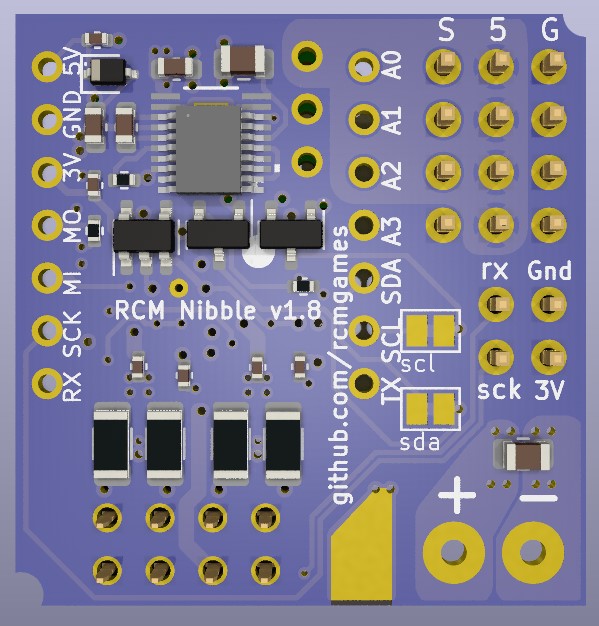 S 5 G
5V
GND
3V
MO
MI
SCK
RX
A0
A1
A2
A3
SDA
SCL
TX
rx Gnd
sck 3V
RCM Nibble v1.8
github.com/rcmgames
scl
sda
+ −